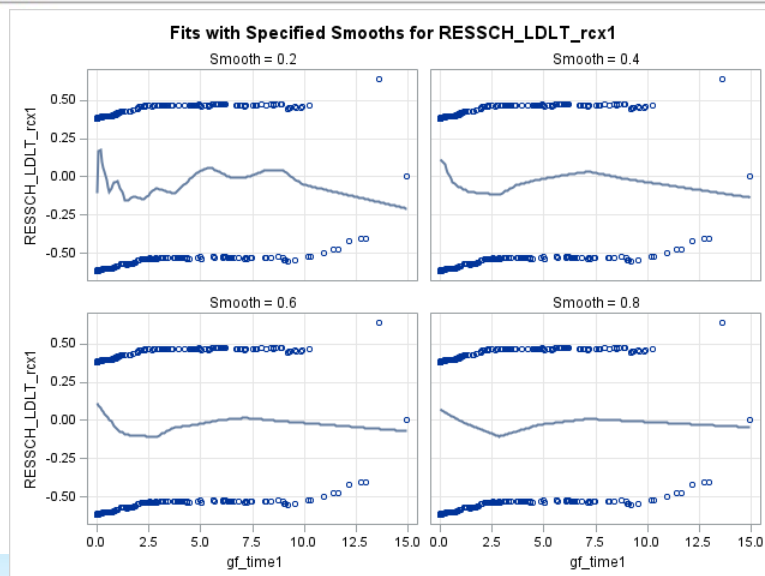 Fits with Specified Smooths for RESSCH_LDLT_rcx1
Smooth = 0.2
Smooth = 0.4
RESSCH_LDLT_rcx1
0.50
0.25
0.00
-0.25
-0.50
Smooth = 0.6
Smooth = 0.8
RESSCH_LDLT_rcx1
0.50
0.25
0.00
-0.25
-0.50
0.0 2.5 5.0 7.5 10.0 12.5 15.0
0.0 2.5 5.0 7.5 10.0 12.5 15.0
gf_time1
gf_time1